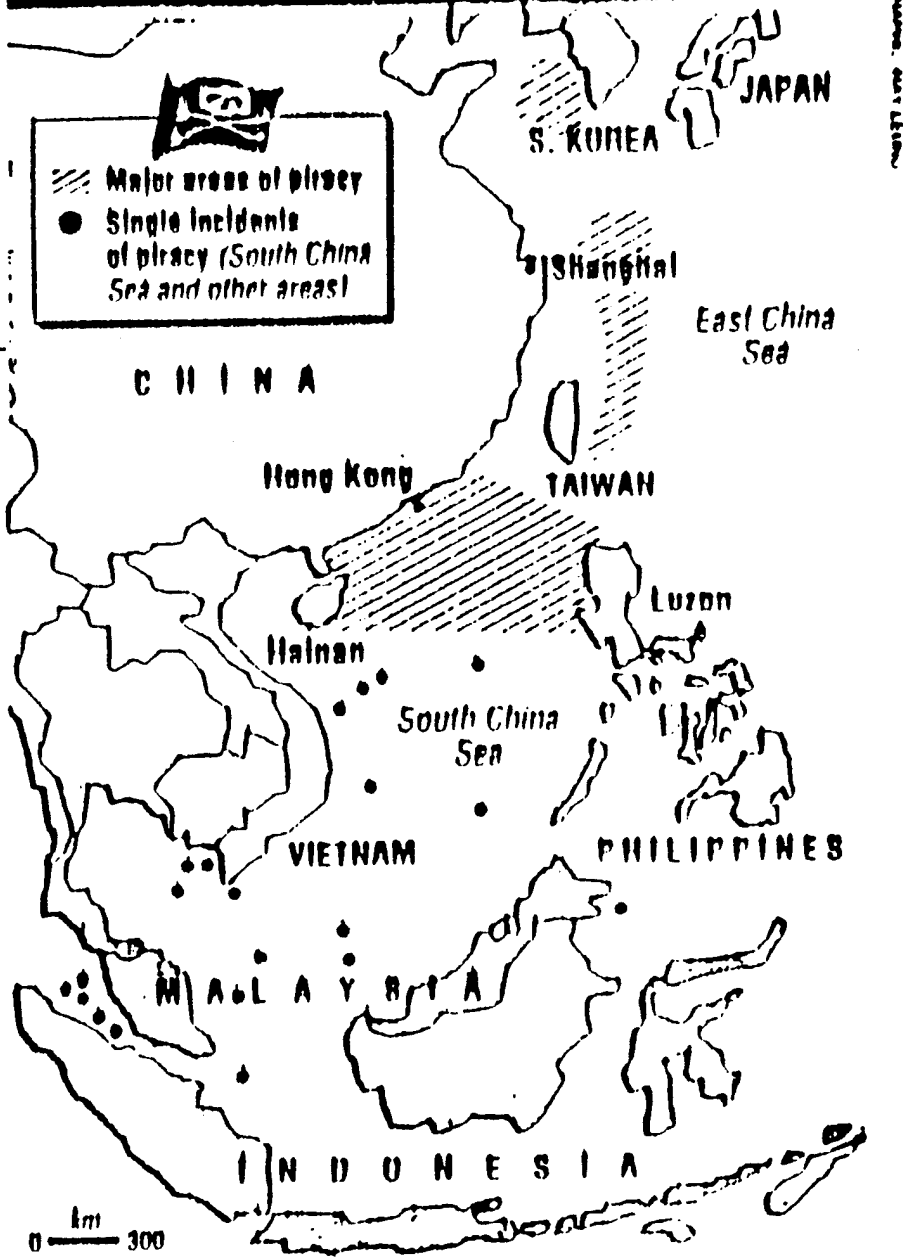 Major areas of piracy
Single incidents
of piracy (South China
Sea and other areas)
JAPAN
S. KOREA
Shanghai
East China
Sea
CHINA
Hong Kong
TAIWAN
Luzon
Hainan
South China
Sea
VIETNAM
PHILIPPINES
MALAYSIA
INDONESIA
km
0 300